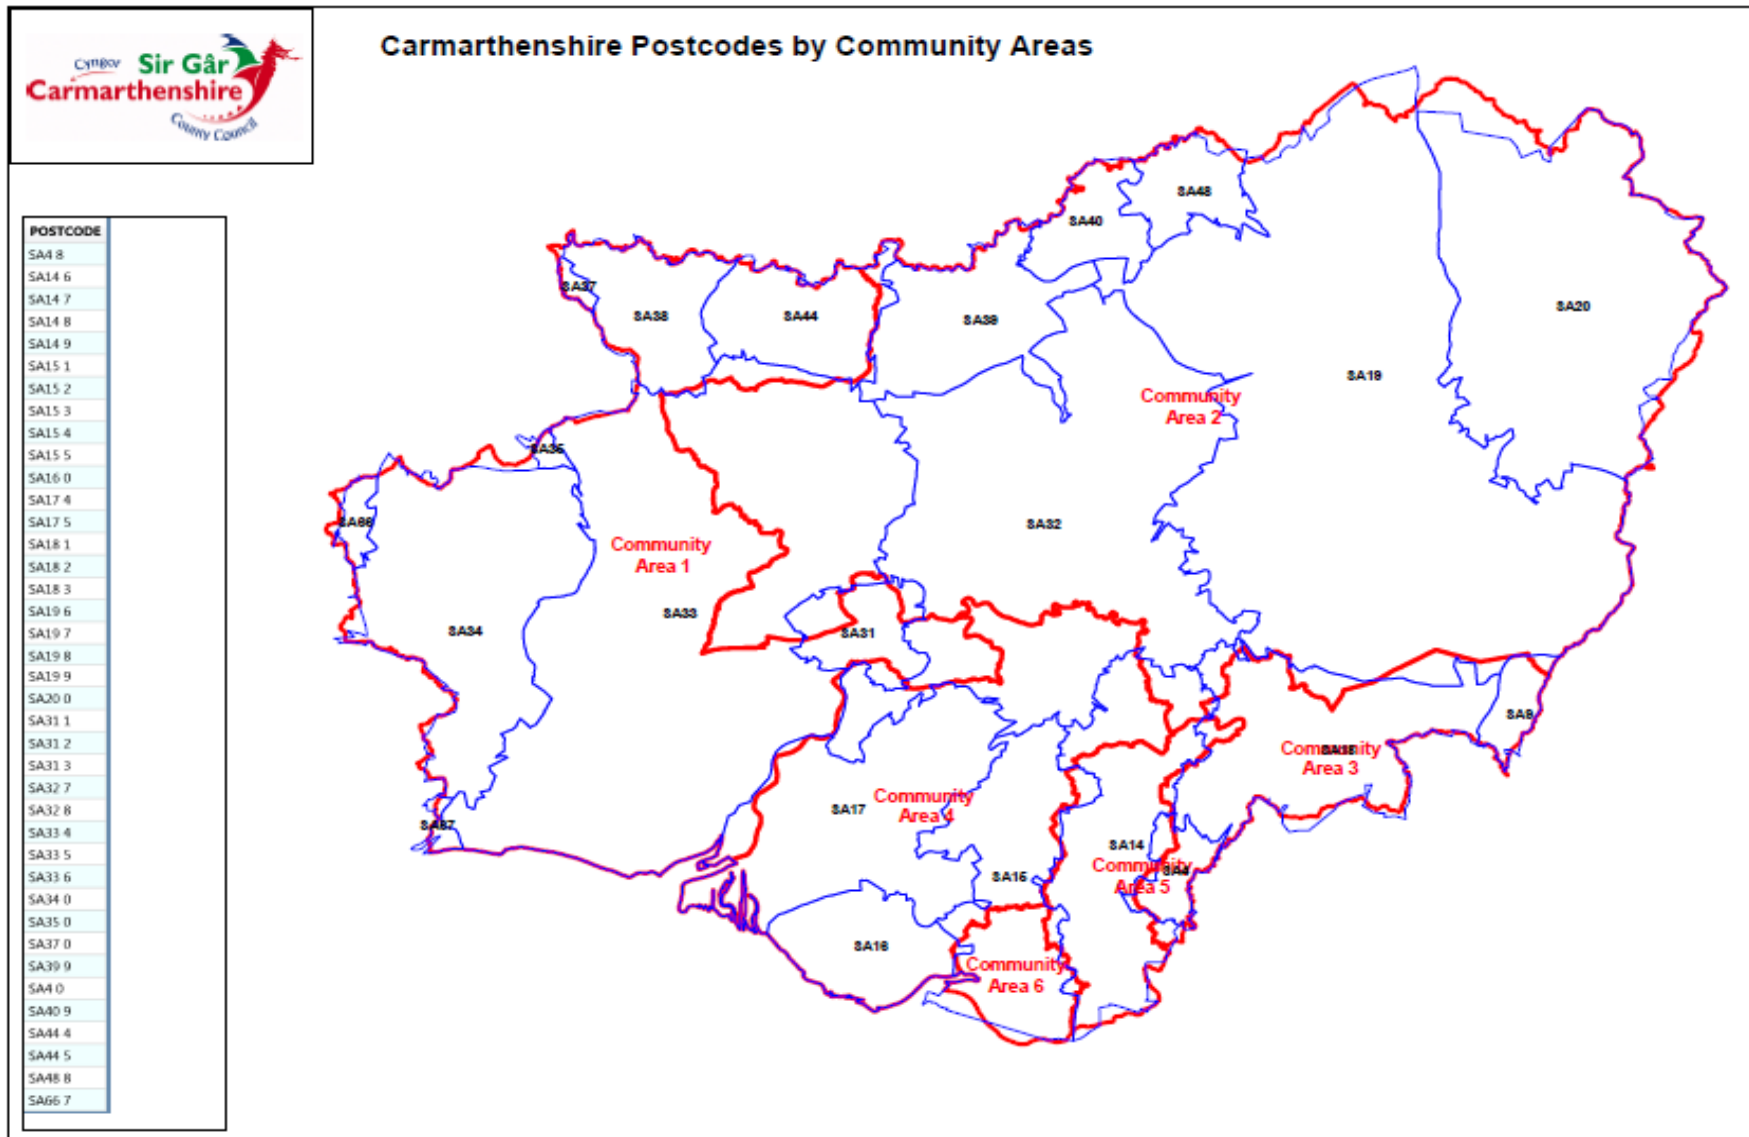 Cyngor Sir Gâr
Carmarthenshire
County Council
Carmarthenshire Postcodes by Community Areas
POSTCODE
SA4 8
SA14 6
SA14 7
SA14 8
SA14 9
SA15 1
SA15 2
SA15 3
SA15 4
SA15 5
SA16 0
SA17 4
SA17 5
SA18 1
SA18 2
SA18 3
SA19 6
SA19 7
SA19 8
SA19 9
SA20 0
SA31 1
SA31 2
SA31 3
SA32 7
SA32 8
SA33 4
SA33 5
SA33 6
SA34 0
SA35 0
SA37 0
SA39 9
SA4 0
SA40 9
SA44 4
SA44 5
SA48 8
SA66 7
SA48
SA40
SA37
SA38
SA44
SA39
SA20
SA19
Community
Area 2
SA35
SA66
SA32
Community
Area 1
SA33
SA34
SA31
SA9
Community
SA18
Area 3
SA17
Community
Area 4
SA67
SA14
Community
SA4
Area 5
SA15
SA16
Community
Area 6